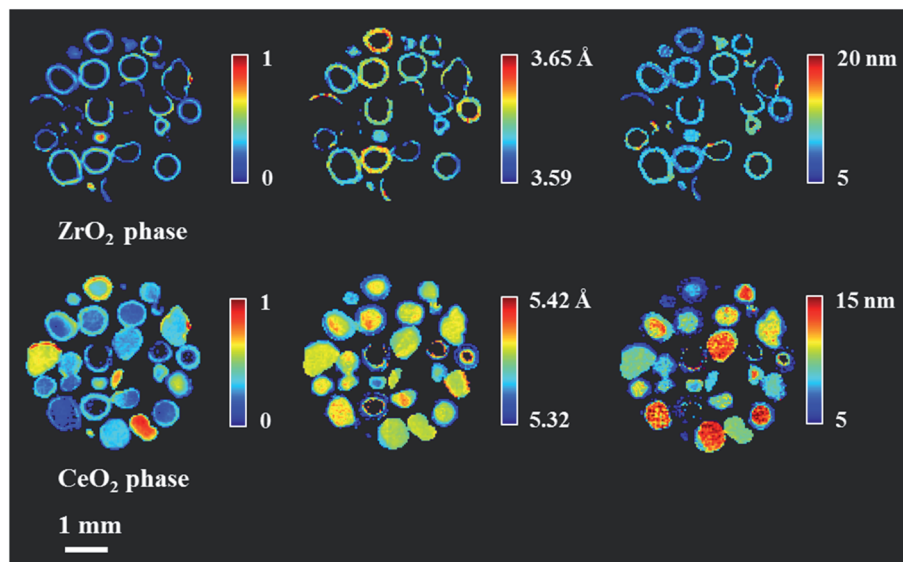 1
0
3.65 Å
3.59
20 nm
5
ZrO₂ phase
1
0
5.42 Å
5.32
15 nm
5
CeO₂ phase
1 mm